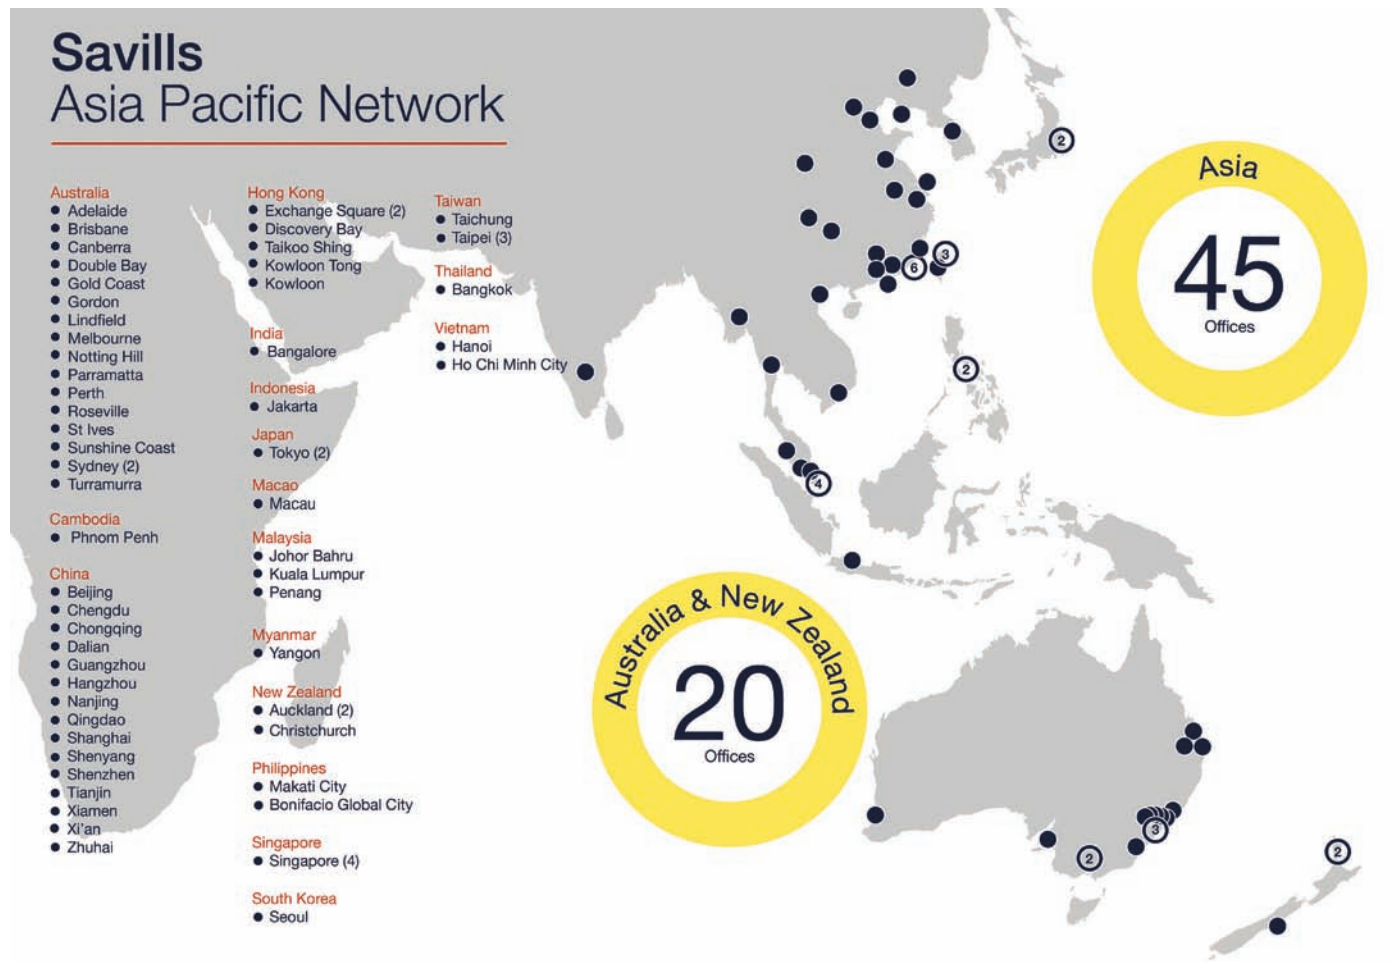 Savills
Asia Pacific Network
Australia
Adelaide
Brisbane
Canberra
Double Bay
Gold Coast
Gordon
Lindfield
Melbourne
Notting Hill
Parramatta
Perth
Roseville
St Ives
Sunshine Coast
Sydney (2)
Turramurra
Cambodia
Phnom Penh
China
Beijing
Chengdu
Chongqing
Dalian
Guangzhou
Hangzhou
Nanjing
Qingdao
Shanghai
Shenyang
Shenzhen
Tianjin
Xiamen
Xi'an
Zhuhai
Hong Kong
Exchange Square (2)
Discovery Bay
Taikoo Shing
Kowloon Tong
Kowloon
India
Bangalore
Indonesia
Jakarta
Japan
Tokyo (2)
Macao
Macau
Malaysia
Johor Bahru
Kuala Lumpur
Penang
Myanmar
Yangon
New Zealand
Auckland (2)
Christchurch
Philippines
Makati City
Bonifacio Global City
Singapore
Singapore (4)
South Korea
Seoul
Taiwan
Taichung
Taipei (3)
Thailand
Bangkok
Vietnam
Hanoi
Ho Chi Minh City
2
3
6
2
4
3
2
2
Asia
45
Offices
Australia & New Zealand
20
Offices